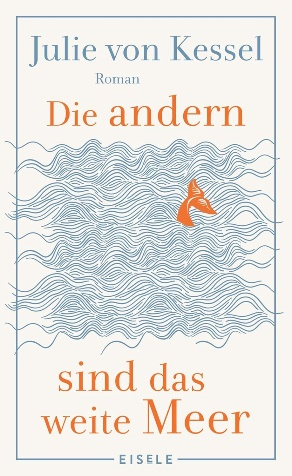 Julie von Kessel
Roman
Die andern
sind das
weite Meer
EISELE